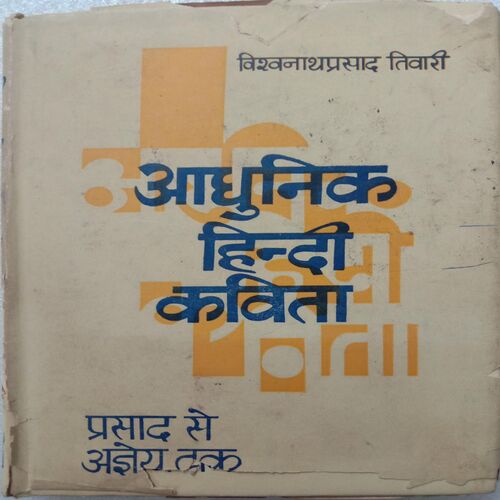 विश्वनाथप्रसाद तिवारी
आधुनिक
हिन्दी
कविता
प्रसाद से
अज्ञेय तक